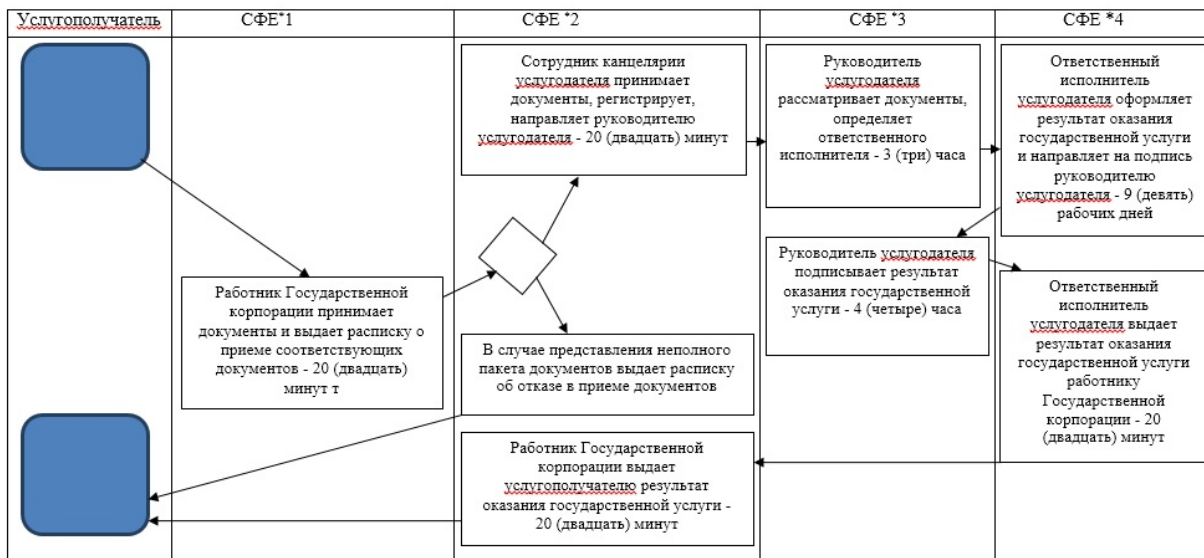 Услугополучатель
СФЕ*1
СФЕ *2
СФЕ *3
СФЕ *4
Работник Государственной
корпорации принимает
документы и выдает расписку о
приеме соответствующих
документов - 20 (двадцать)
минут т
Сотрудник канцелярии
услугодателя принимает
документы, регистрирует,
направляет руководителю
услугодателя - 20 (двадцать) минут
В случае представления неполного
пакета документов выдает расписку
об отказе в приеме документов
Работник Государственной
корпорации выдает
услугополучателю результат
оказания государственной услуги -
20 (двадцать) минут
Руководитель
услугодателя
рассматривает документы,
определяет
ответственного
исполнителя - 3 (три) часа
Руководитель услугодателя
подписывает результат
оказания государственной
услуги - 4 (четыре) часа
Ответственный
исполнитель
услугодателя оформляет
результат оказания
государственной услуги
и направляет на подпись
руководителю
услугодателя - 9 (девять)
рабочих дней
Ответственный
исполнитель
услугодателя выдает
результат оказания
государственной услуги
работнику
Государственной
корпорации - 20
(двадцать) минут